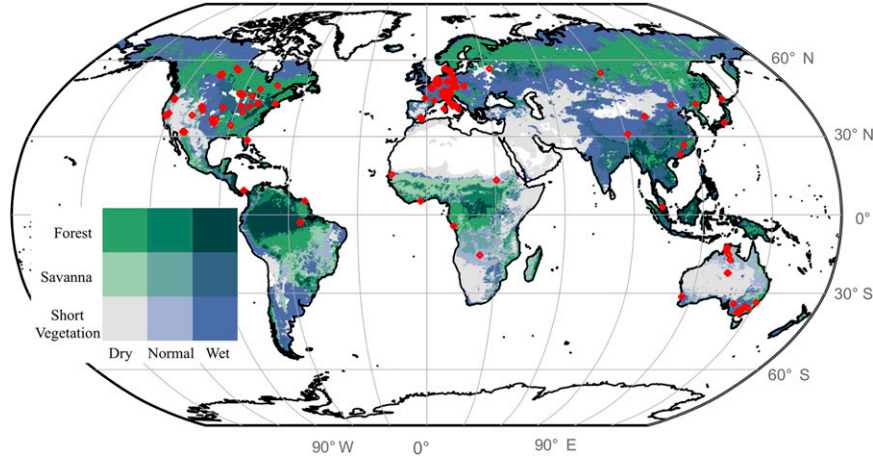 60° N
30° N
0°
30° S
60° S
Forest
Savanna
Short
Vegetation
Dry Normal Wet
90° W 0° 90° E